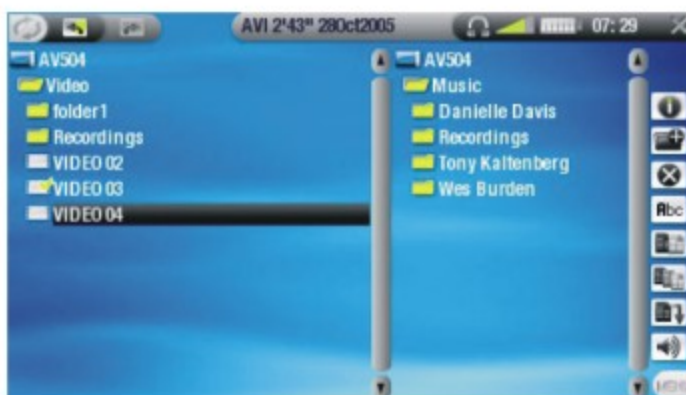 AVI 2'43" 28Oct2005 07:29
AV504
Video
folder1
Recordings
VIDEO 02
VIDEO 03
VIDEO 04
AV504
Music
Danielle Davis
Recordings
Tony Kaltenberg
Wes Burden
Abc